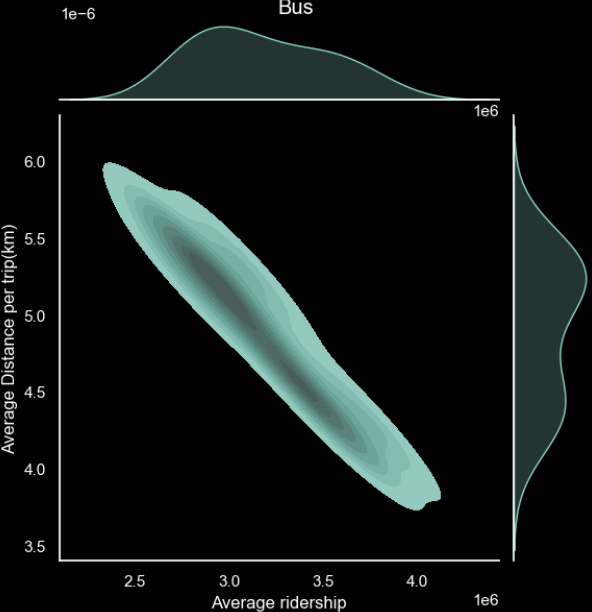 Bus
1e−6
1e6
6.0
5.5
5.0
4.5
4.0
3.5
Average Distance per trip(km)
2.5 3.0 3.5 4.0
1e6
Average ridership